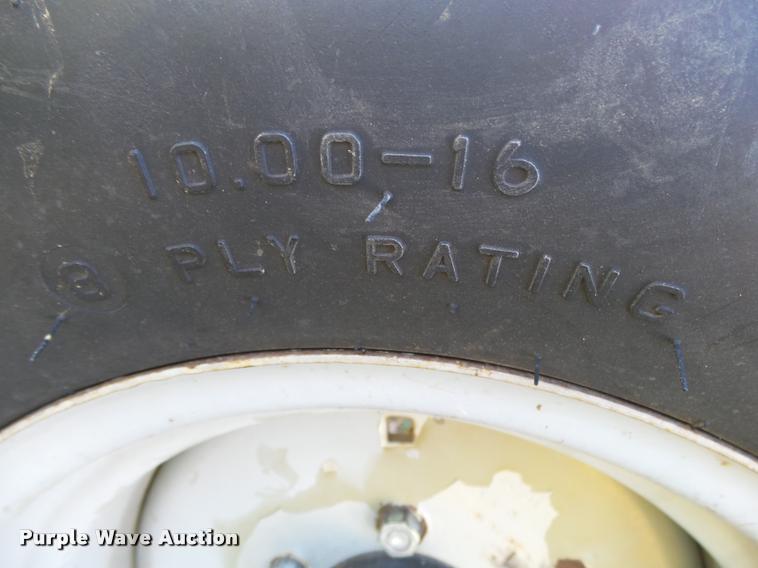 10.00-16
8 PLY RATING
Purple Wave Auction